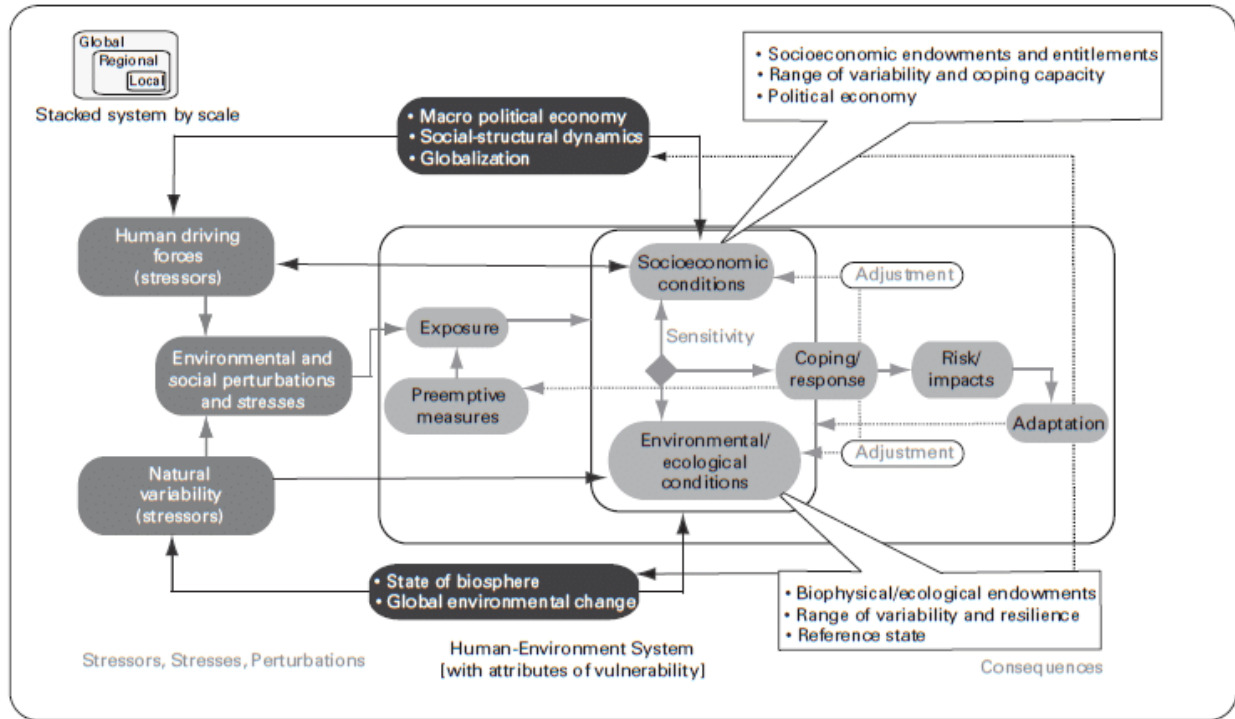 Global
Regional
Local
Stacked system by scale
• Socioeconomic endowments and entitlements
• Range of variability and coping capacity
• Political economy
• Macro political economy
• Social-structural dynamics
• Globalization
Human driving
forces
(stressors)
Socioeconomic
conditions
Adjustment
Exposure
Sensitivity
Environmental and
social perturbations
and stresses
Coping/
response
Risk/
impacts
Preemptive
measures
Adaptation
Environmental/
ecological
conditions
Adjustment
Natural
variability
(stressors)
• State of biosphere
• Global environmental change
• Biophysical/ecological endowments
• Range of variability and resilience
• Reference state
Stressors, Stresses, Perturbations
Human-Environment System
[with attributes of vulnerability]
Consequences